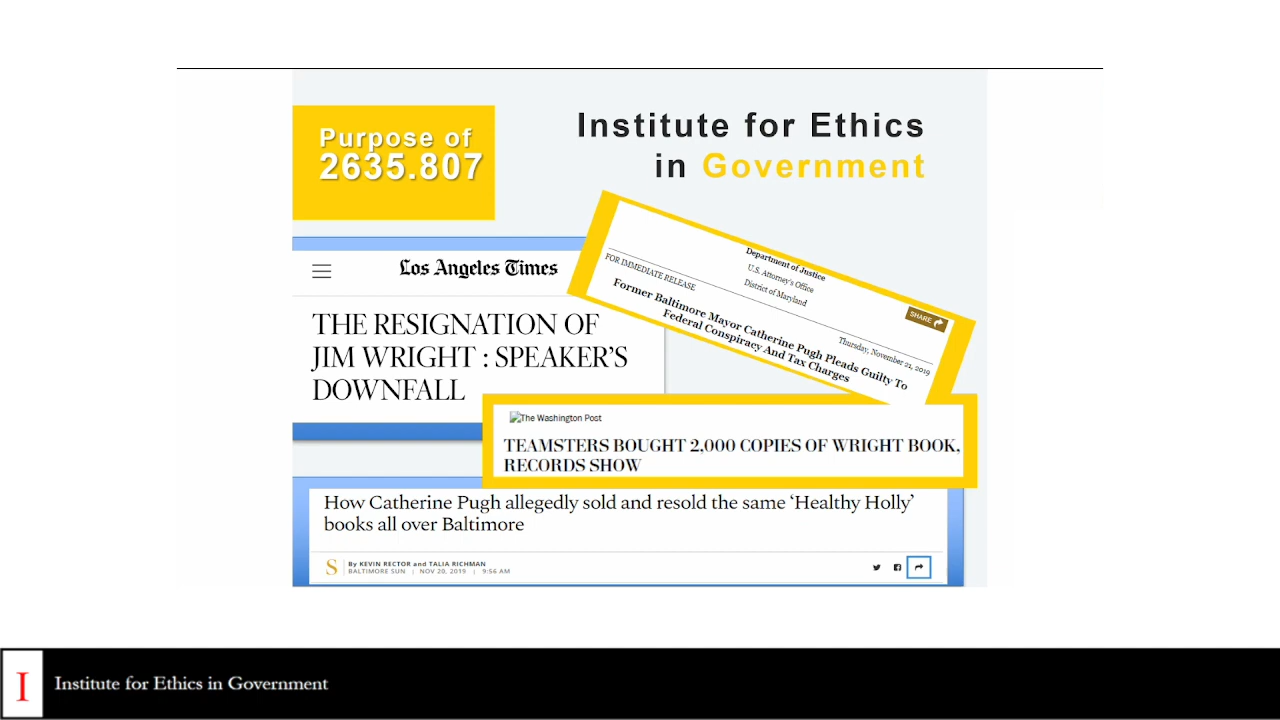 Purpose of
2635.807
Institute for Ethics
in Government
Los Angeles Times
THE RESIGNATION OF
JIM WRIGHT : SPEAKER'S
DOWNFALL
Department of Justice
U.S. Attorney's Office
District of Maryland
FOR IMMEDIATE RELEASE
SHARE
Thursday, November 21, 2019
Former Baltimore Mayor Catherine Pugh Pleads Guilty To
Federal Conspiracy And Tax Charges
The Washington Post
TEAMSTERS BOUGHT 2,000 COPIES OF WRIGHT BOOK,
RECORDS SHOW
How Catherine Pugh allegedly sold and resold the same ‘Healthy Holly’
books all over Baltimore
S
By KEVIN RECTOR and TALIA RICHMAN
BALTIMORE SUN | NOV 20, 2019 | 9:56 AM
I
Institute for Ethics in Government